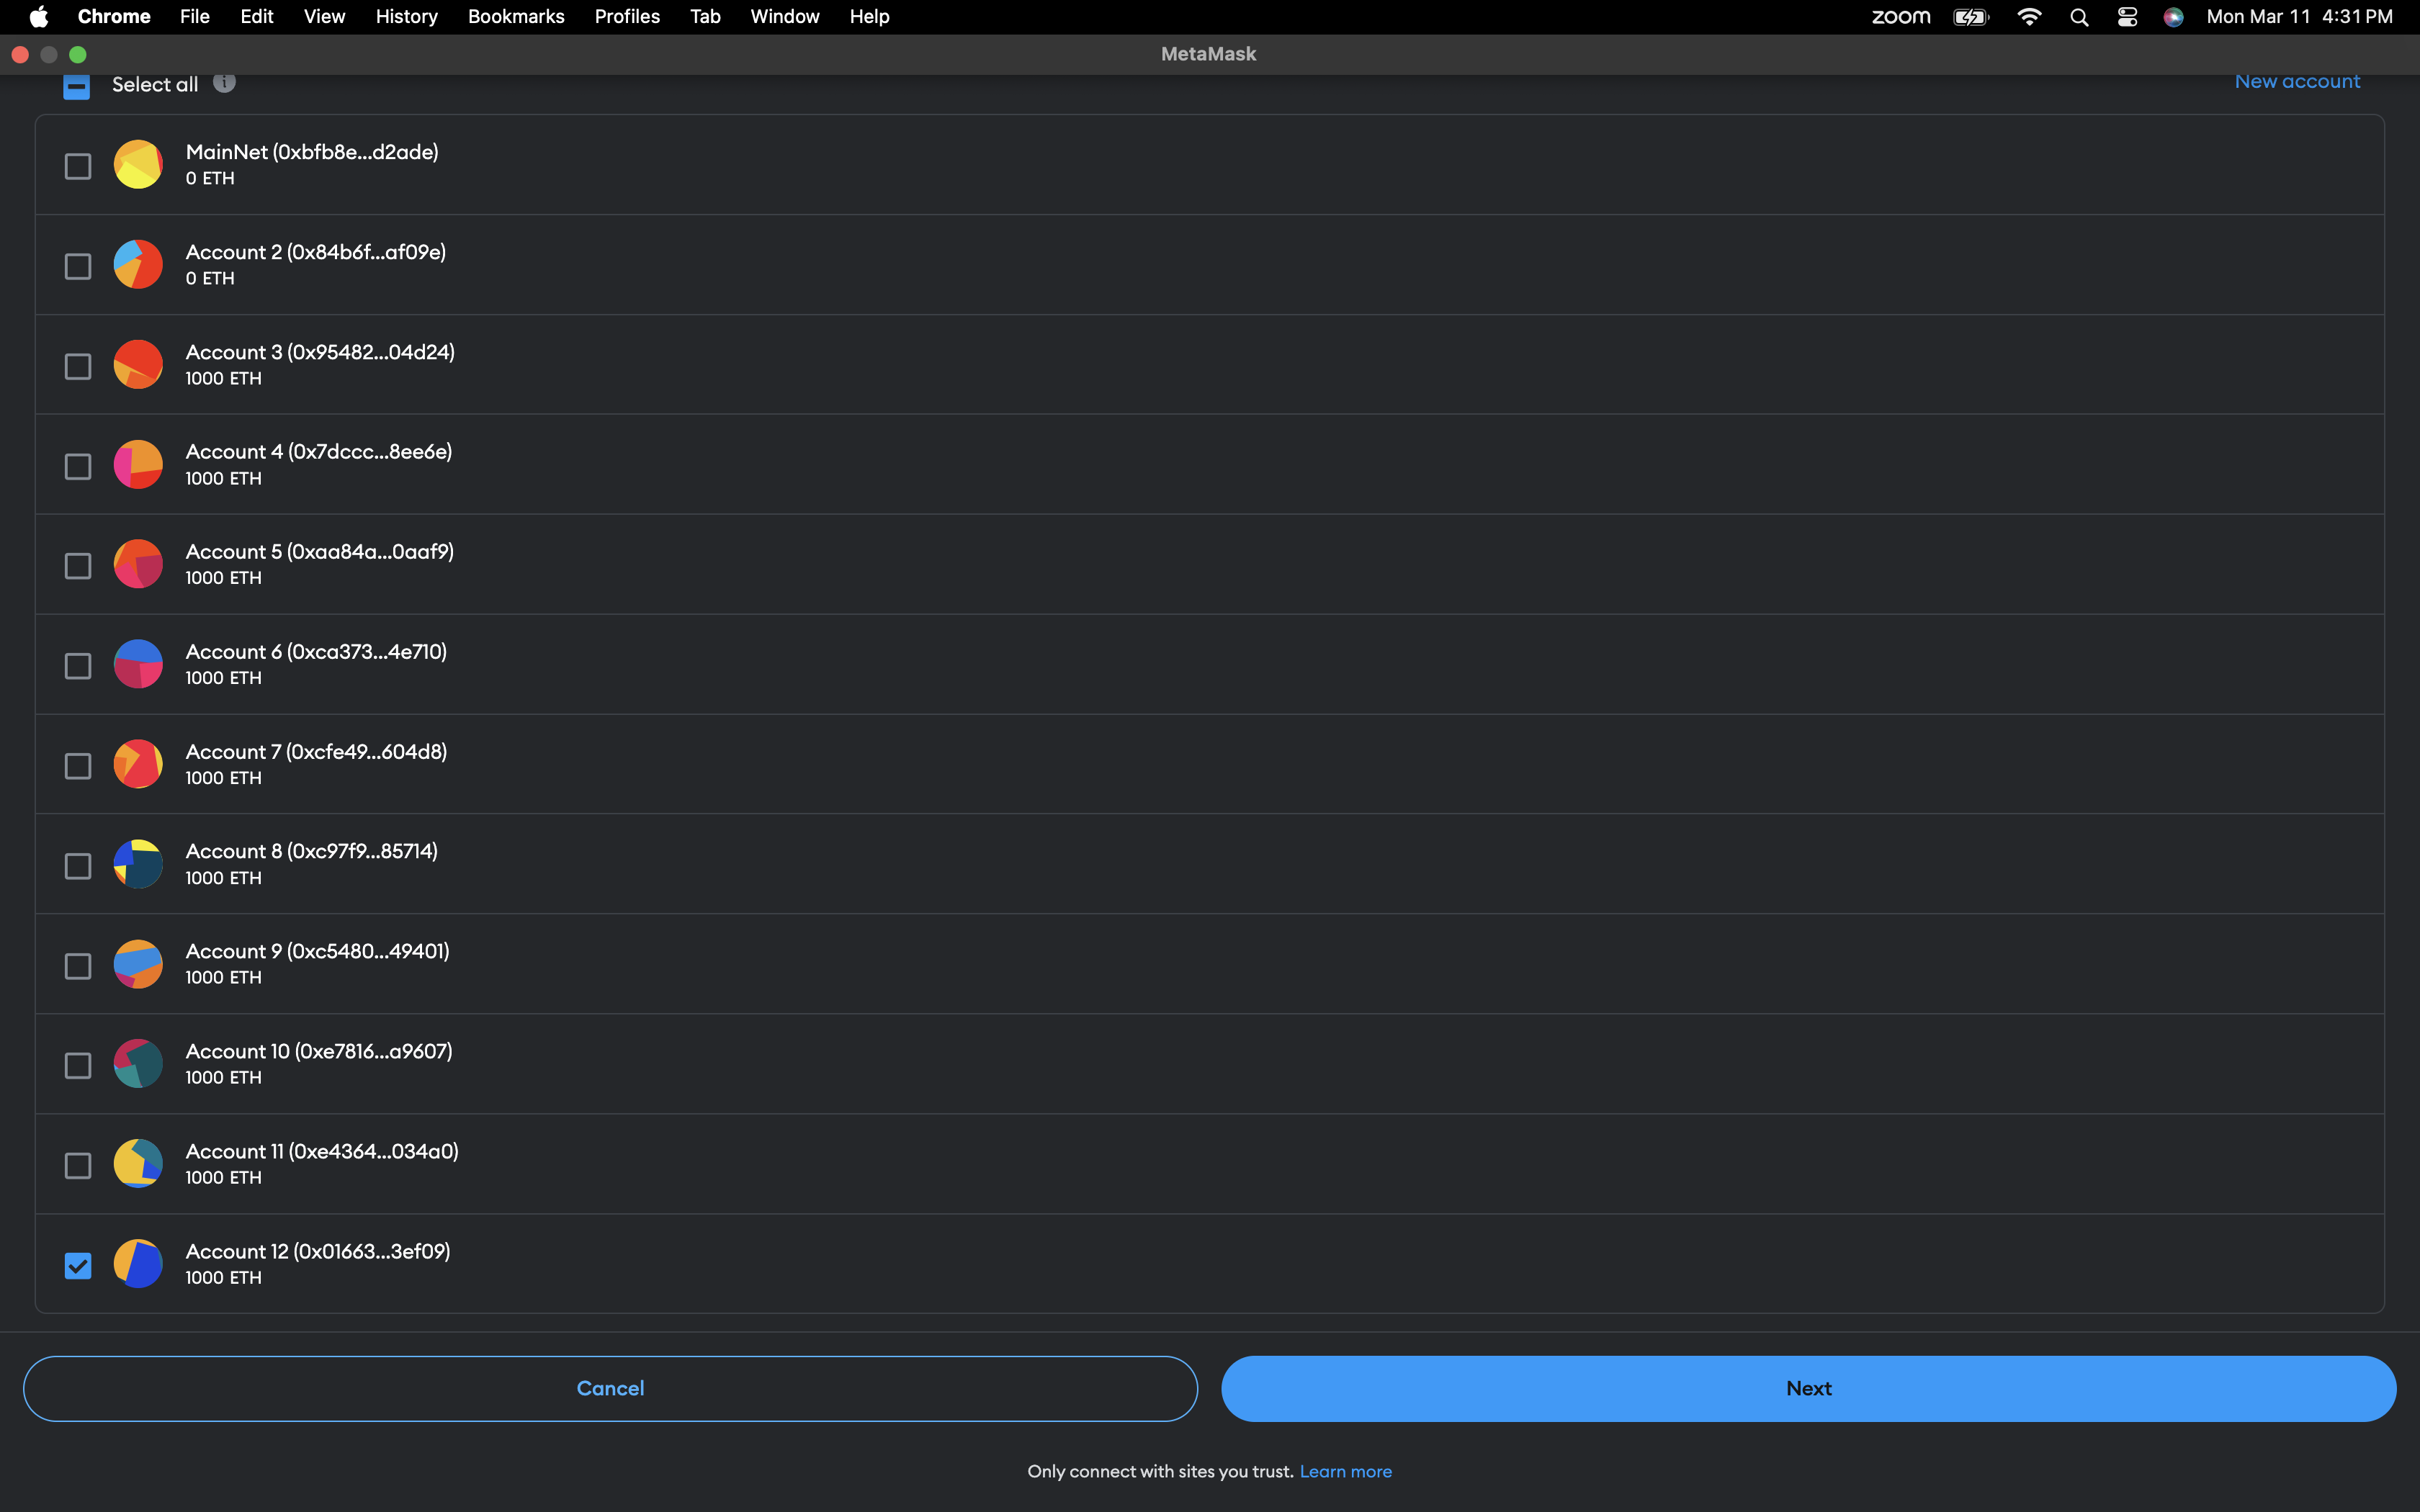 Chrome File Edit View History Bookmarks Profiles Tab Window Help zoom Mon Mar 11 4:31 PM
MetaMask
Select all New account
MainNet (0xbfb8e...d2ade)
0 ETH
Account 2 (0x84b6f...af09e)
0 ETH
Account 3 (0x95482...04d24)
1000 ETH
Account 4 (0x7dccc...8ee6e)
1000 ETH
Account 5 (0xaa84a...0aaf9)
1000 ETH
Account 6 (0xca373...4e710)
1000 ETH
Account 7 (0xcfe49...604d8)
1000 ETH
Account 8 (0xc97f9...85714)
1000 ETH
Account 9 (0xc5480...49401)
1000 ETH
Account 10 (0xe7816...a9607)
1000 ETH
Account 11 (0xe4364...034a0)
1000 ETH
Account 12 (0x01663...3ef09)
1000 ETH
Cancel Next
Only connect with sites you trust. Learn more